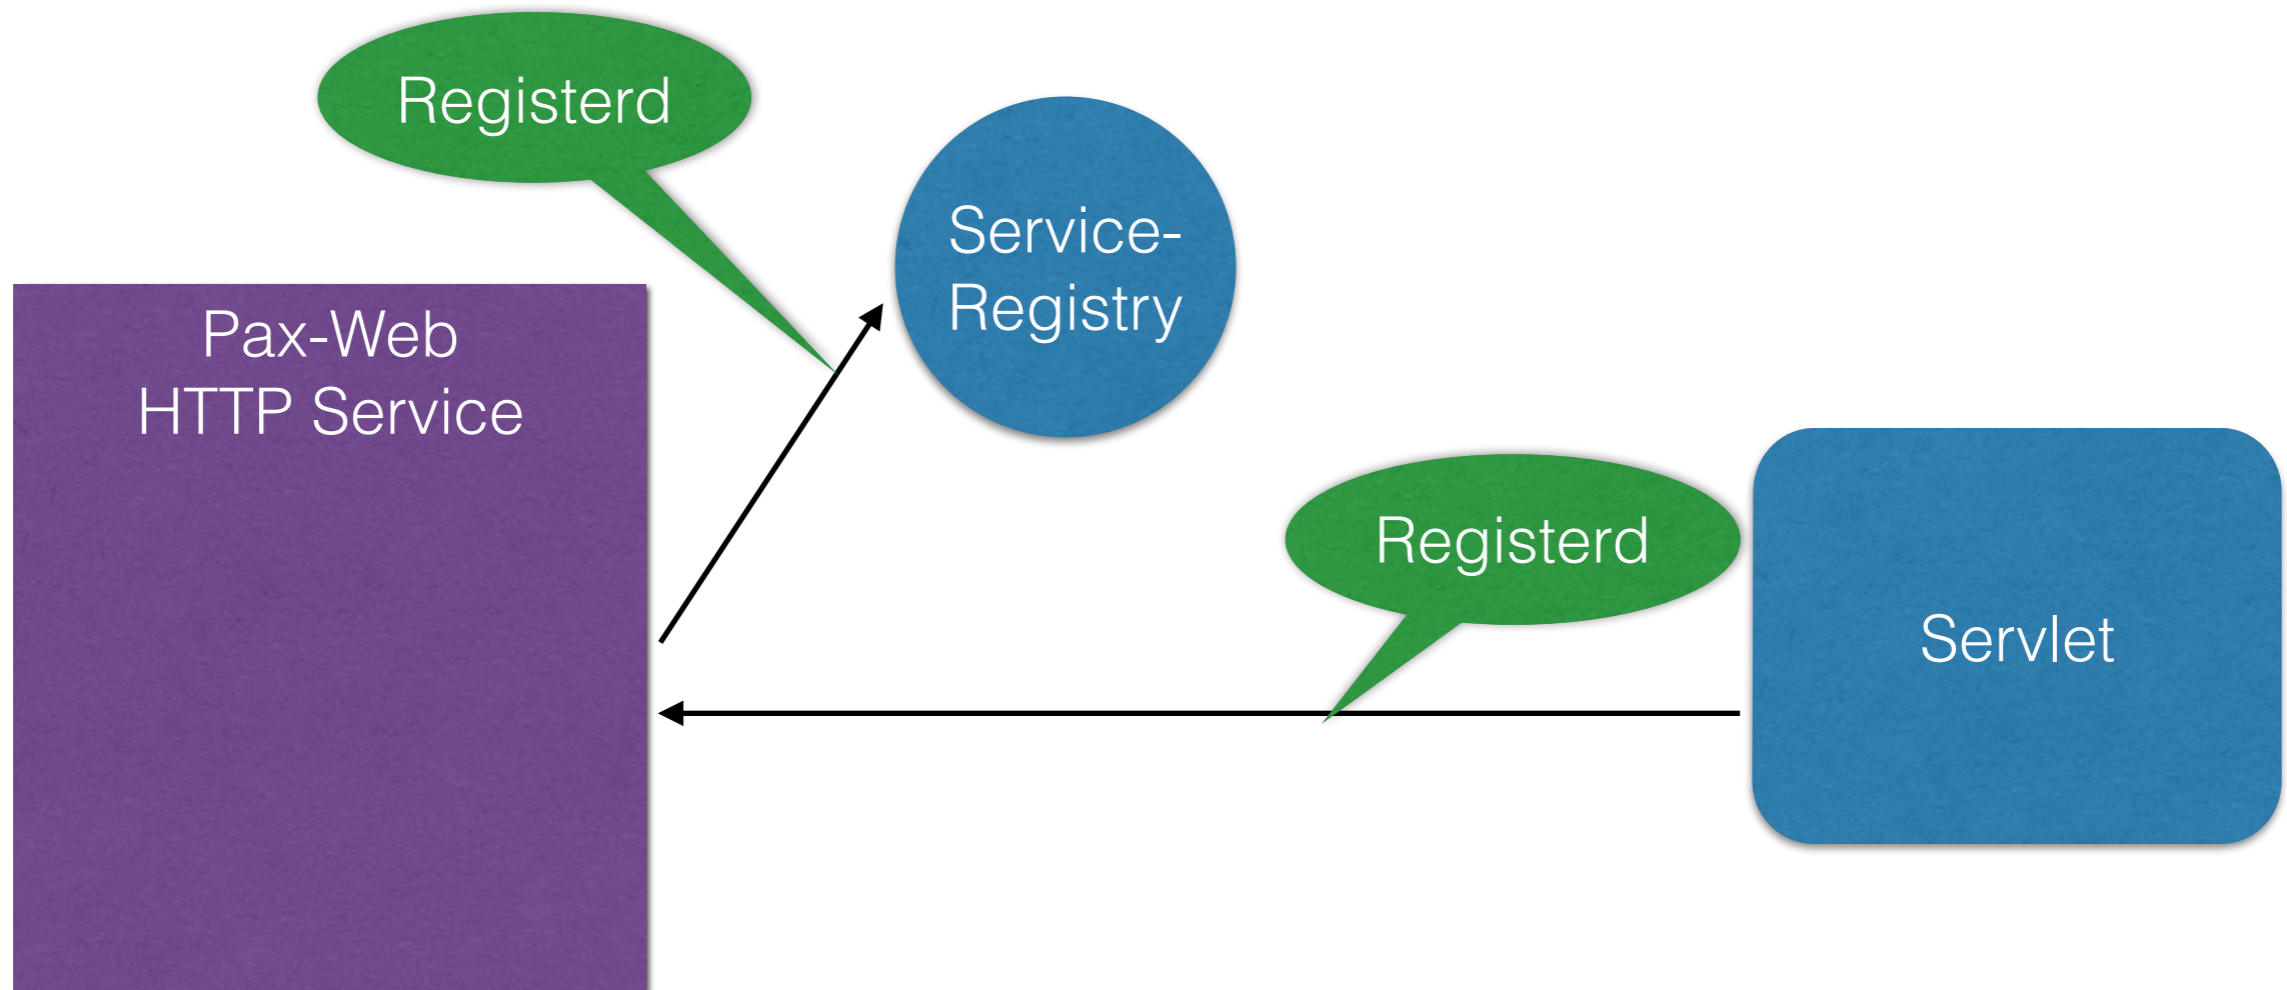 Registerd
Service-
Registry
Pax-Web
HTTP Service
Registerd
Servlet